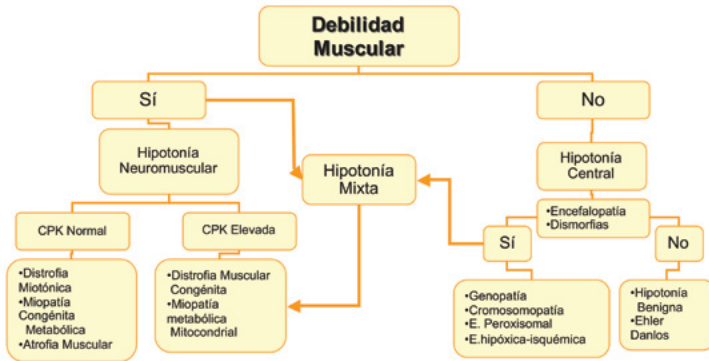 Debilidad
Muscular
Sí
No
Hipotonía
Neuromuscular
Hipotonía
Mixta
Hipotonía
Central
CPK Normal
CPK Elevada
•Encefalopatía
•Dismorfias
Sí
No
•Distrofia
Miotónica
•Miopatía
Congénita
Metabólica
•Atrofia Muscular
•Distrofia Muscular
Congénita
•Miopatía
metabólica
Mitocondrial
•Genopatía
•Cromosomopatía
•E. Peroxisomal
•E.hipóxica-isquémica
•Hipotonía
Benigna
•Ehler
Danlos